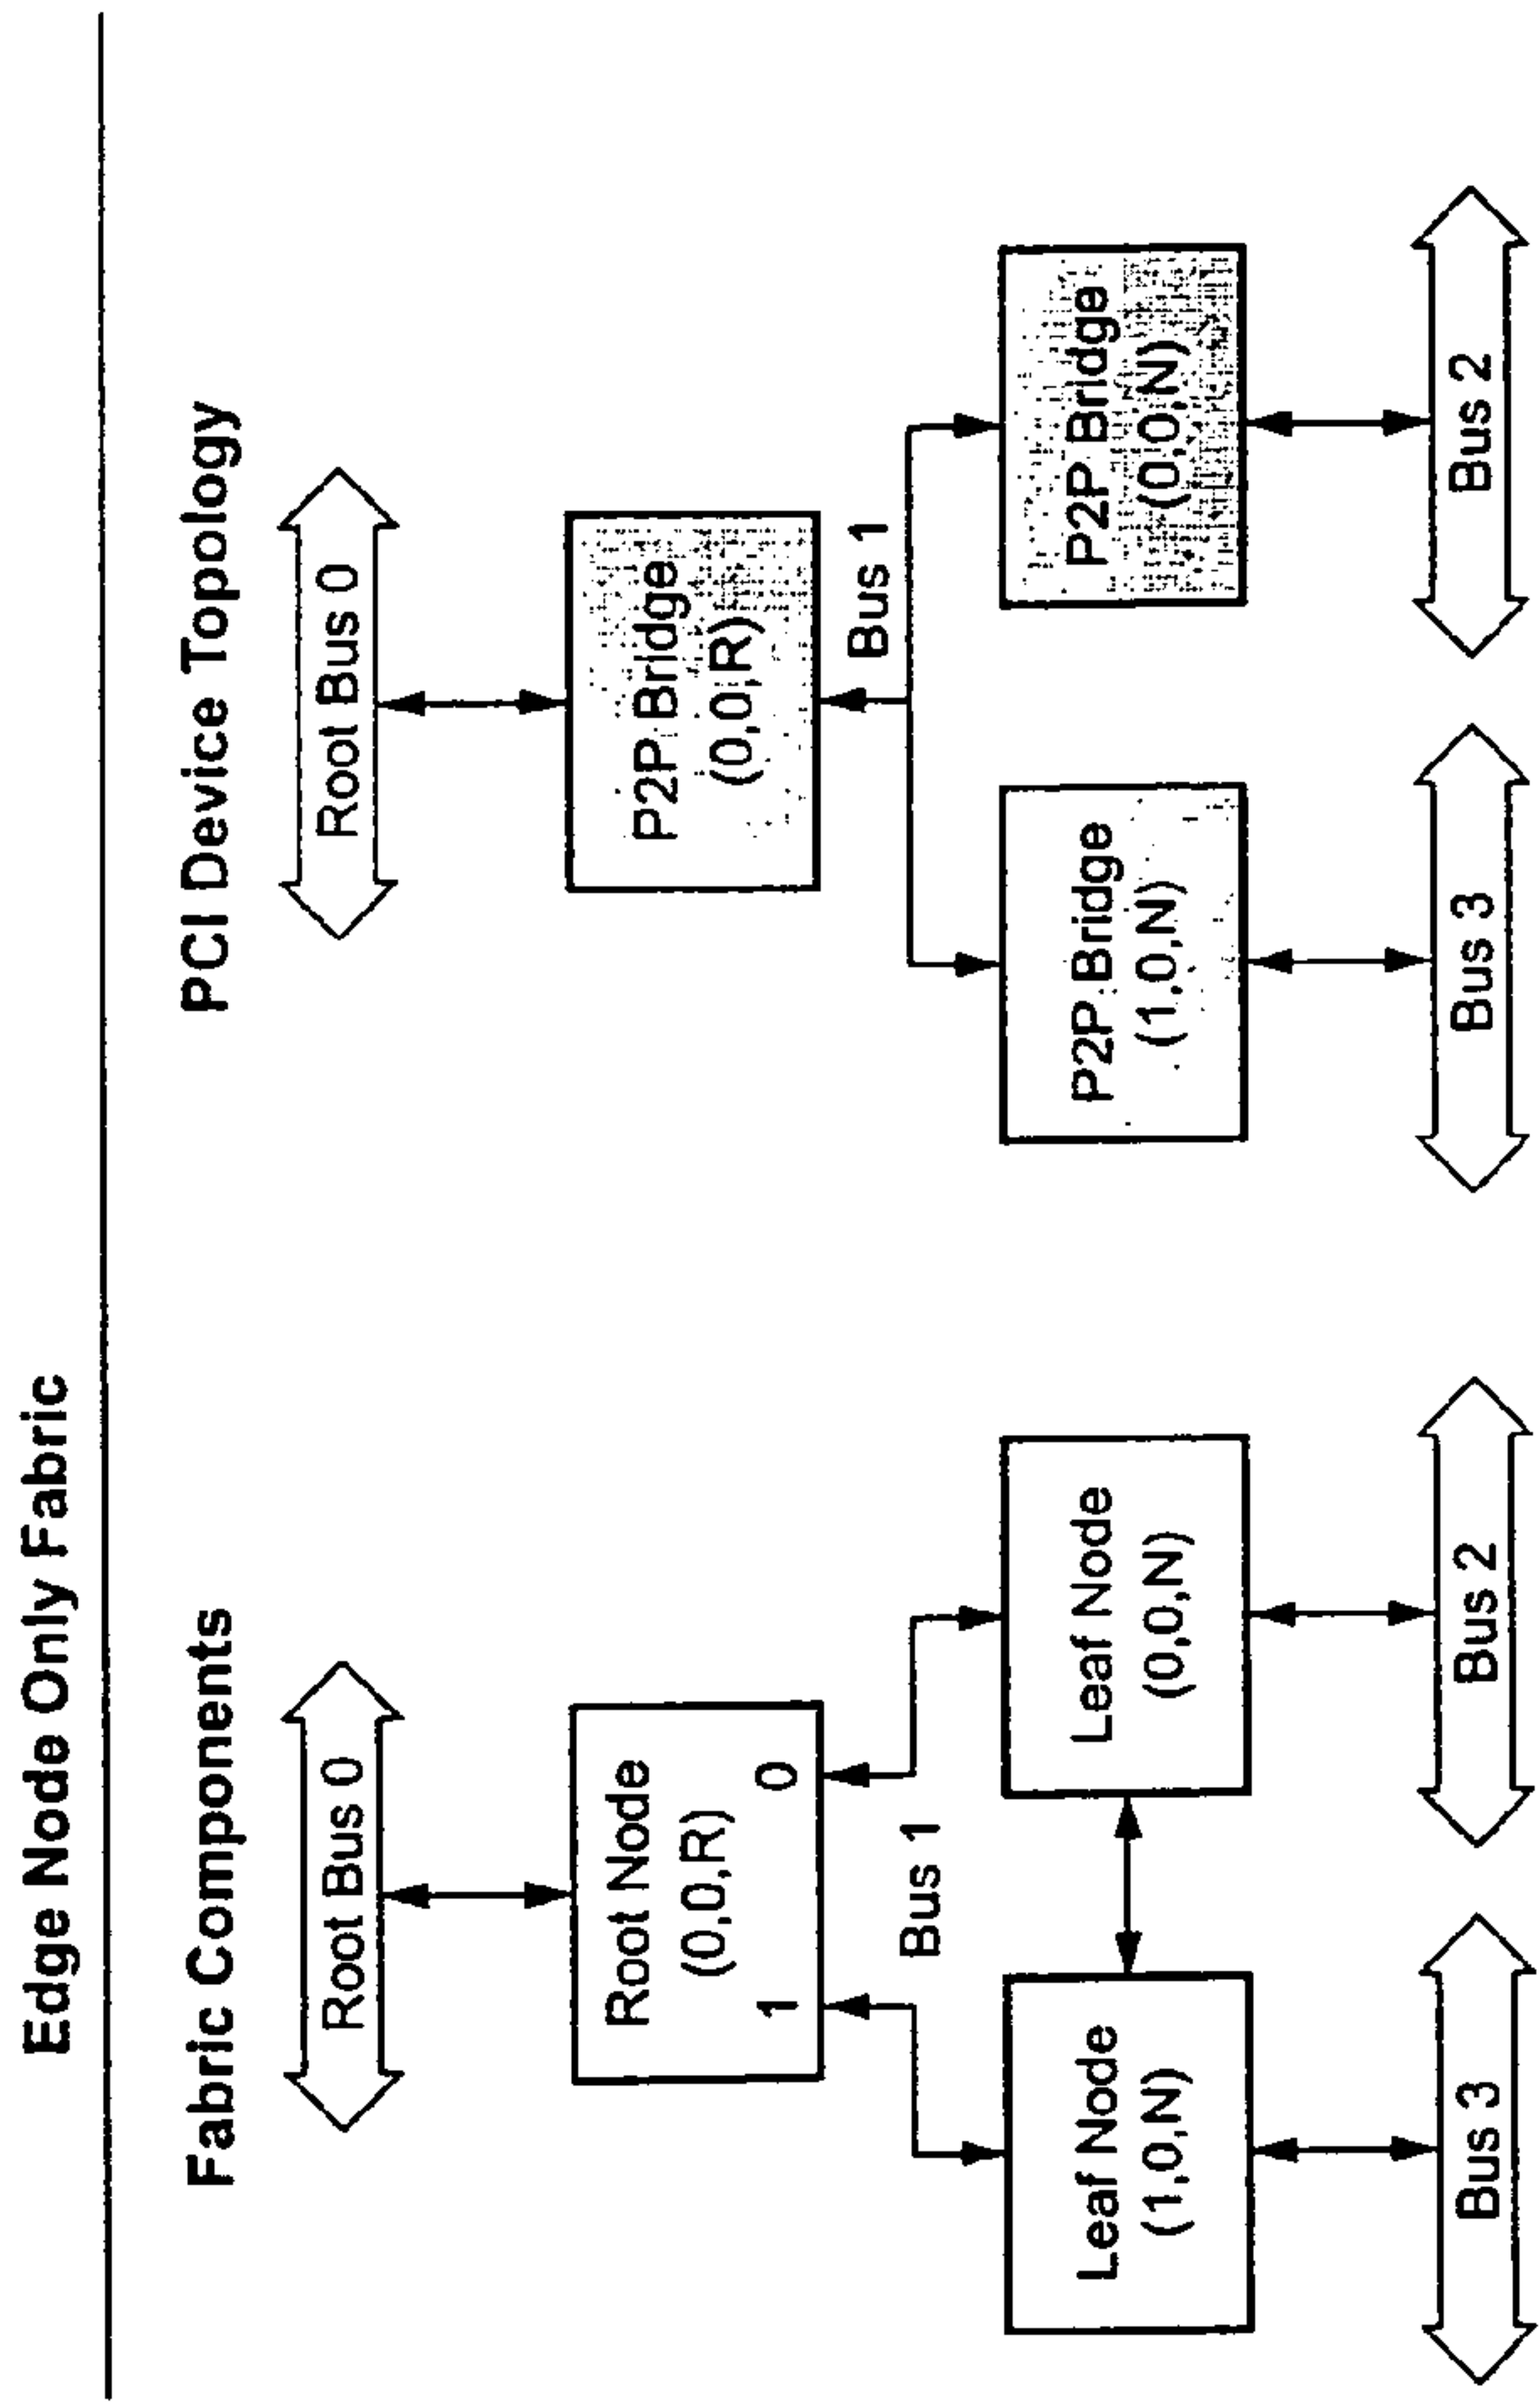 Edge Node Only Fabric
Fabric Components
Root Bus 0
Root Node
(0,0,R)
1 0
Bus 1
Leaf Node
(1,0,N)
Leaf Node
(0,0,N)
Bus 3
Bus 2
PCI Device Topology
Root Bus 0
P2P Bridge
(0,0,R)
Bus 1
P2P Bridge
(1,0,N)
P2P Bridge
(0,0,N)
Bus 3
Bus 2